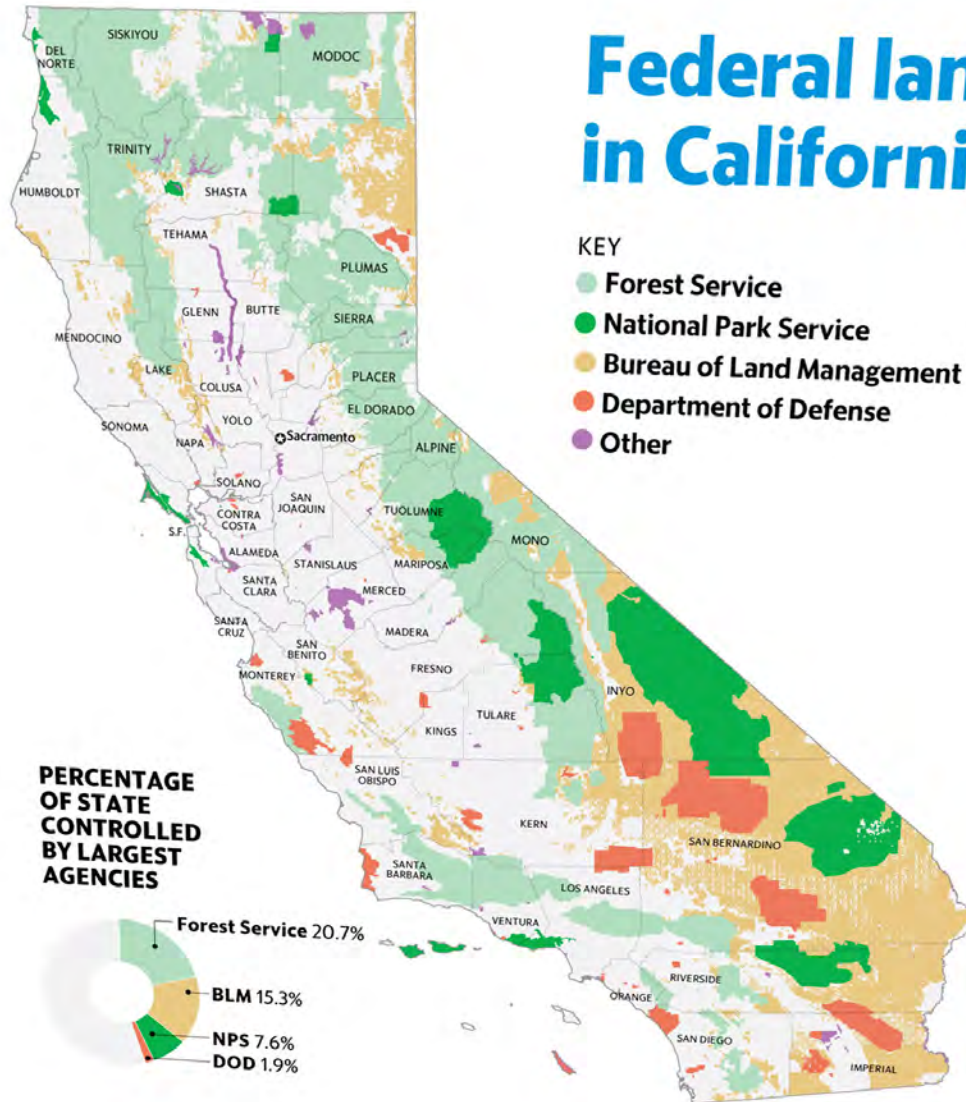 Federal lan
in Californi
KEY
Forest Service
National Park Service
Bureau of Land Management
Department of Defense
Other
DEL
NORTE
SISKIYOU
MODOC
TRINITY
HUMBOLDT
SHASTA
TEHAMA
PLUMAS
GLENN
BUTTE
SIERRA
MENDOCINO
LAKE
COLUSA
PLACER
EL DORADO
YOLO
SONOMA
NAPA
Sacramento
ALPINE
SOLANO
SAN
JOAQUIN
CONTRA
COSTA
TUOLUMNE
S.F.
MONO
ALAMEDA
STANISLAUS
MARIPOSA
SANTA
CLARA
MERCED
SANTA
CRUZ
MADERA
SAN
BENITO
FRESNO
MONTEREY
INYO
TULARE
KINGS
SAN LUIS
OBISPO
KERN
SAN BERNARDINO
SANTA
BARBARA
LOS ANGELES
VENTURA
RIVERSIDE
ORANGE
SAN DIEGO
IMPERIAL
PERCENTAGE
OF STATE
CONTROLLED
BY LARGEST
AGENCIES
Forest Service 20.7%
BLM 15.3%
NPS 7.6%
DOD 1.9%